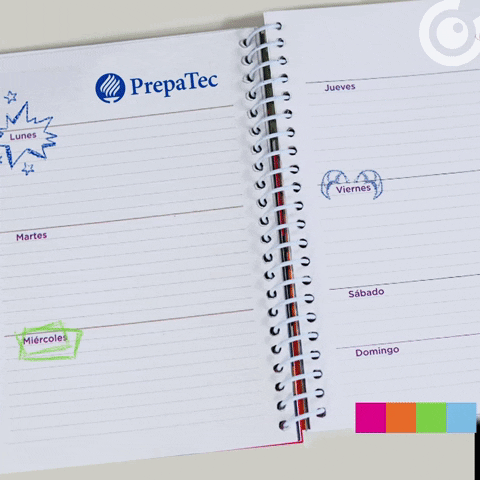 PrepaTec
Lunes
Martes
Miércoles
Jueves
Viernes
Sábado
Domingo